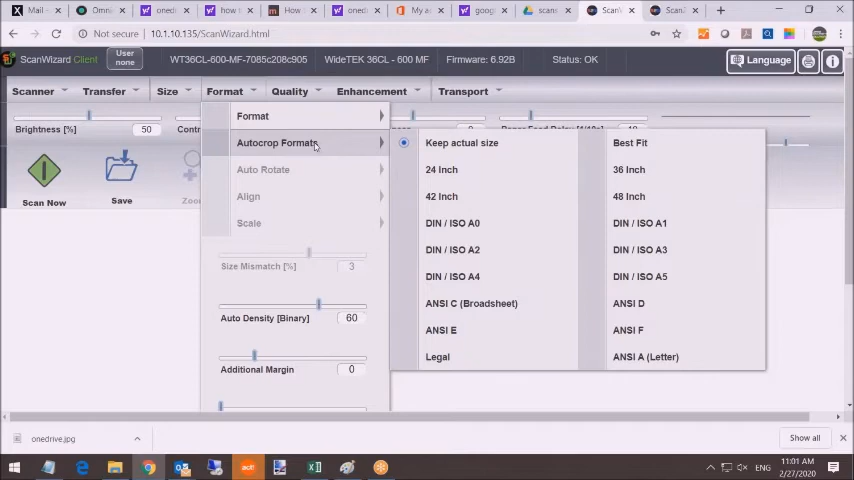 Mail
onedr
Omni
how t
How a
onedr
My a
goog
scan
ScanW
Scan
Not secure 10.1.10.135/ScanWizard.html
ScanWizard Client
User none
WT36CL-600-MF-7085c208c905
WideTEK 36CL - 600 MF
Firmware: 6.92B
Status: OK
Language
Scanner Transfer Size Format Quality Enhancement Transport
Brightness [%] 50
Format
Autocrop Formats
Auto Rotate
Align
Scale
Size Mismatch [%] 3
Auto Density [Binary] 60
Additional Margin 0
Scan Now
Save
Keep actual size Best Fit
24 Inch 36 Inch
42 Inch 48 Inch
DIN / ISO A0 DIN / ISO A1
DIN / ISO A2 DIN / ISO A3
DIN / ISO A4 DIN / ISO A5
ANSI C (Broadsheet) ANSI D
ANSI E ANSI F
Legal ANSI A (Letter)
onedrive.jpg
Show all
act!
ENG
11:01 AM
2/27/2020